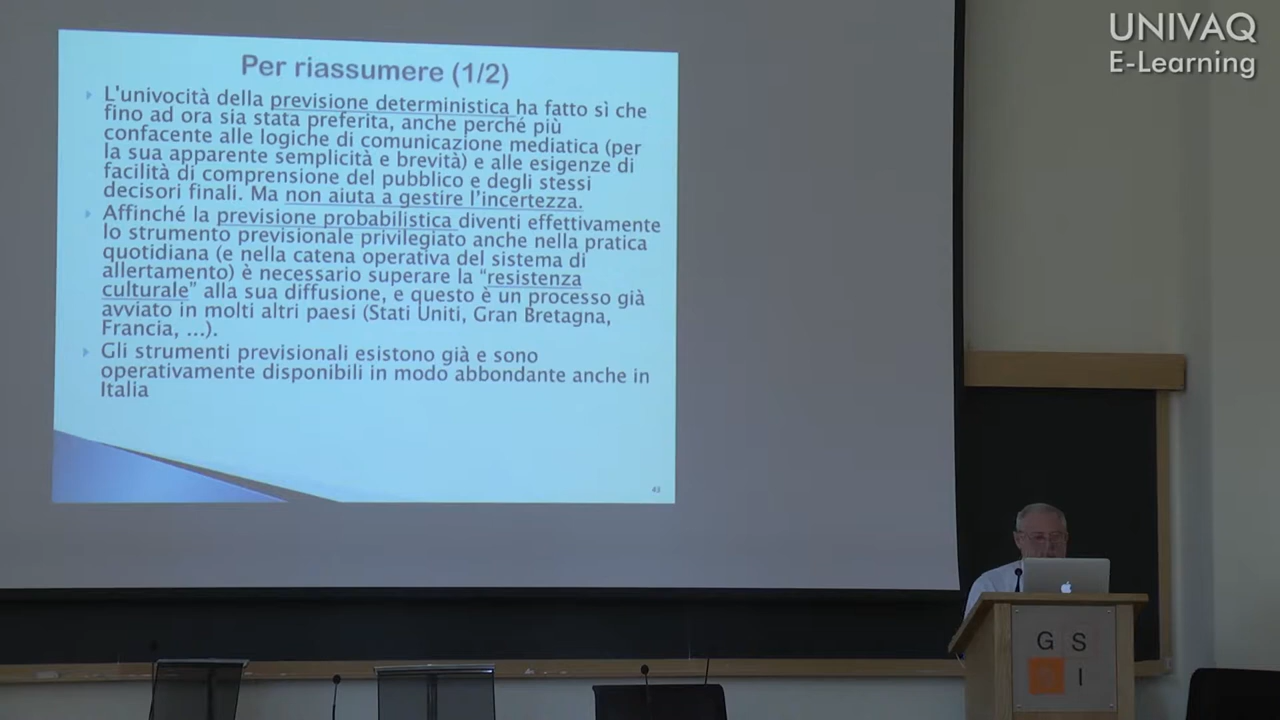 UNIVAQ
E-Learning
Per riassumere (1/2)
L'univocità della previsione deterministica ha fatto sì che
fino ad ora sia stata preferita, anche perché più
confacente alle logiche di comunicazione mediatica (per
la sua apparente semplicità e brevità) e alle esigenze di
facilità di comprensione del pubblico e degli stessi
decisori finali. Ma non aiuta a gestire l'incertezza.
Affinché la previsione probabilistica diventi effettivamente
lo strumento previsionale privilegiato anche nella pratica
quotidiana (e nella catena operativa del sistema di
allertamento) è necessario superare la “resistenza
culturale” alla sua diffusione, e questo è un processo già
avviato in molti altri paesi (Stati Uniti, Gran Bretagna,
Francia, ...).
Gli strumenti previsionali esistono già e sono
operativamente disponibili in modo abbondante anche in
Italia
43
G S
I